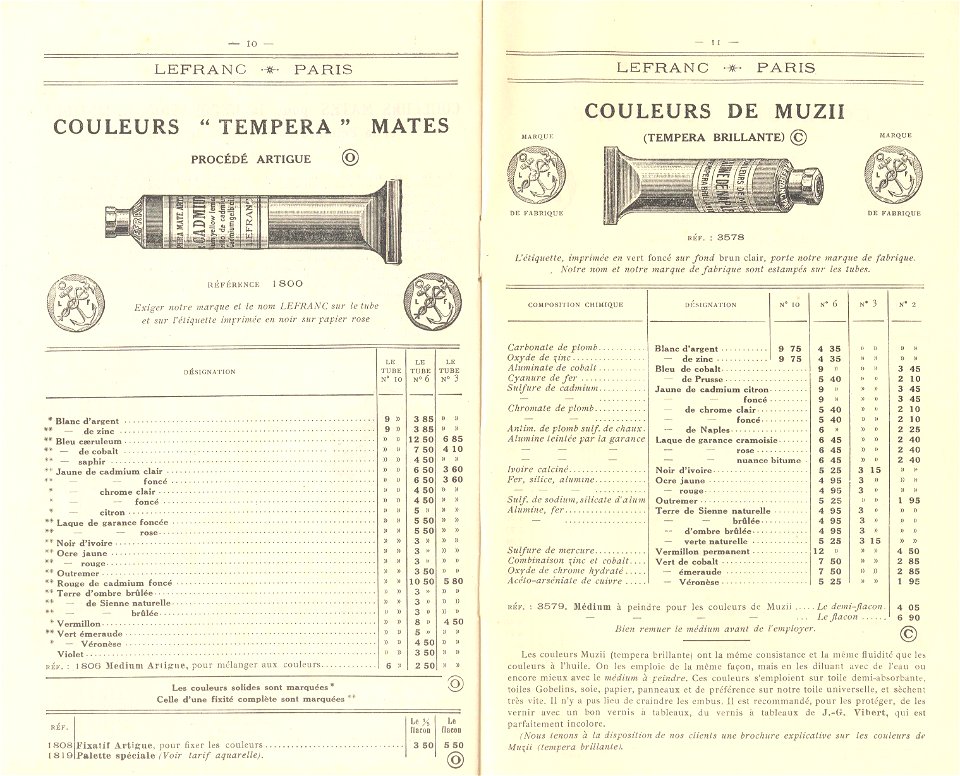 — 10 —
LEFRANC PARIS
COULEURS “ TEMPERA ” MATES
PROCÉDÉ ARTIGUE O
RÉFÉRENCE 1800
Exiger notre marque et le nom LEFRANC sur le tube
et sur l'étiquette imprimée en noir sur papier rose
DÉSIGNATION LE TUBE N° 10 LE TUBE N° 6 LE TUBE N° 3
* Blanc d'argent 9 » 3 85 » »
** — de zinc 9 » 3 85 » »
** Bleu cæruleum » » 12 50 6 85
** — de cobalt » » 7 50 4 10
** — saphir » » 4 50 » »
** Jaune de cadmium clair » » 6 50 3 60
** — — foncé » » 6 50 3 60
* — chrome clair » » 4 50 » »
* — — foncé » » 4 50 » »
* — citron » » 5 » » »
** Laque de garance foncée » » 5 50 » »
** — — rose » » 5 50 » »
** Noir d'ivoire » » 3 » » »
** Ocre jaune » » 3 » » »
** — rouge » » 3 » » »
** Outremer » » 3 50 » »
** Rouge de cadmium foncé » » 10 50 5 80
** Terre d'ombre brûlée » » 3 » » »
** — de Sienne naturelle » » 3 » » »
** — — brûlée » » 3 » » »
* Vermillon » » 8 » 4 50
** Vert émeraude » » 5 » » »
* — Véronèse » » 4 50 » »
Violet » » 3 50 » »
RÉF. : 1806 Medium Artigue, pour mélanger aux couleurs 6 » 2 50 » »
Les couleurs solides sont marquées *
Celle d'une fixité complète sont marquées ** O
RÉF. Le ½ flacon Le flacon
1808 Fixatif Artigue, pour fixer les couleurs 3 50 5 50
1819 Palette spéciale (Voir tarif aquarelle). O
— 11 —
LEFRANC PARIS
COULEURS DE MUZII
(TEMPERA BRILLANTE) C
MARQUE
DE FABRIQUE
MARQUE
DE FABRIQUE
RÉF. : 3578
L'étiquette, imprimée en vert foncé sur fond brun clair, porte notre marque de fabrique.
Notre nom et notre marque de fabrique sont estampés sur les tubes.
COMPOSITION CHIMIQUE DÉSIGNATION N° 10 N° 6 N° 3 N° 2
Carbonate de plomb Blanc d'argent 9 75 4 35 » » » »
Oxyde de zinc — de zinc 9 75 4 35 » » » »
Aluminate de cobalt Bleu de cobalt 9 » » » 3 45
Cyanure de fer — de Prusse 5 40 » » 2 10
Sulfure de cadmium Jaune de cadmium citron 9 » » » 3 45
— — — foncé 9 » » » 3 45
Chromate de plomb — de chrome clair 5 40 » » 2 10
— — — foncé 5 40 » » 2 10
Antim. de plomb sulf. de chaux — de Naples 6 » » » 2 25
Alumine teintée par la garance Laque de garance cramoisie 6 45 » » 2 40
— — — — rose 6 45 » » 2 40
— — — — nuance bitume 6 45 » » 2 40
Ivoire calciné Noir d'ivoire 5 25 3 15 » »
Fer, silice, alumine Ocre jaune 4 95 3 » » »
— — — rouge 4 95 3 » » »
Sulf. de sodium, silicate d'alum Outremer 5 25 » » 1 95
Alumine, fer Terre de Sienne naturelle 4 95 3 » » »
— — — brûlée 4 95 3 » » »
— d'ombre brûlée 4 95 3 » » »
— verte naturelle 5 25 3 15 » »
Sulfure de mercure Vermillon permanent 12 » » » 4 50
Combinaison zinc et cobalt Vert de cobalt 7 50 » » 2 85
Oxyde de chrome hydraté — émeraude 7 50 » » 2 85
Acéto-arséniate de cuivre — Véronèse 5 25 » » 1 95
RÉF. : 3579. Médium à peindre pour les couleurs de Muzii Le demi-flacon. 4 05
— — — — Le flacon 6 90
Bien remuer le médium avant de l'employer. C
Les couleurs Muzii (tempera brillante) ont la même consistance et la même fluidité que les
couleurs à l'huile. On les emploie de la même façon, mais en les diluant avec de l'eau ou
encore mieux avec le médium à peindre. Ces couleurs s'emploient sur toile demi-absorbante,
toiles Gobelins, soie, papier, panneaux et de préférence sur notre toile universelle, et sèchent
très vite. Il n'y a pas lieu de craindre les embus. Il est recommandé, pour les protéger, de les
vernir avec un bon vernis à tableaux, du vernis à tableaux de J.-G. Vibert, qui est
parfaitement incolore.
(Nous tenons à la disposition de nos clients une brochure explicative sur les couleurs de
Muzii (tempera brillante).